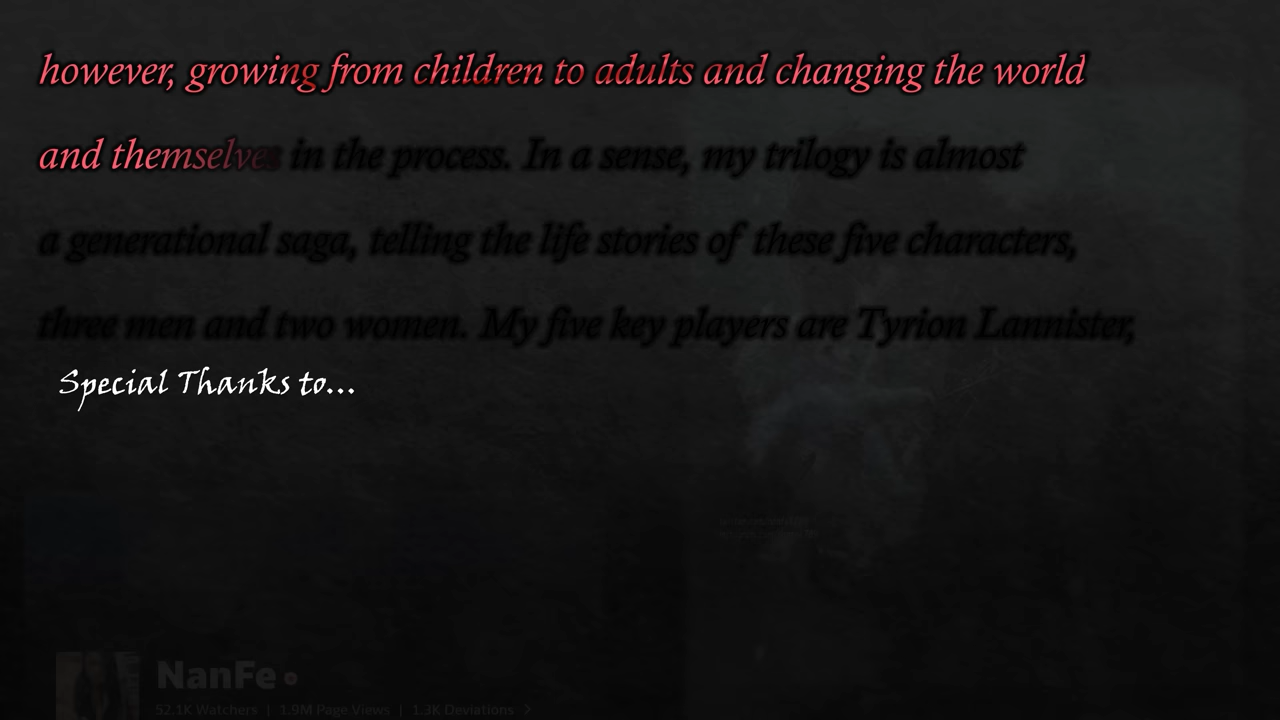 however, growing from children to adults and changing the world
and themselves in the process. In a sense, my trilogy is almost
a generational saga, telling the life stories of these five characters,
three men and two women. My five key players are Tyrion Lannister,
Special Thanks to...
NanFe
52.1K Watchers | 1.9M Page Views | 1.3K Deviations >